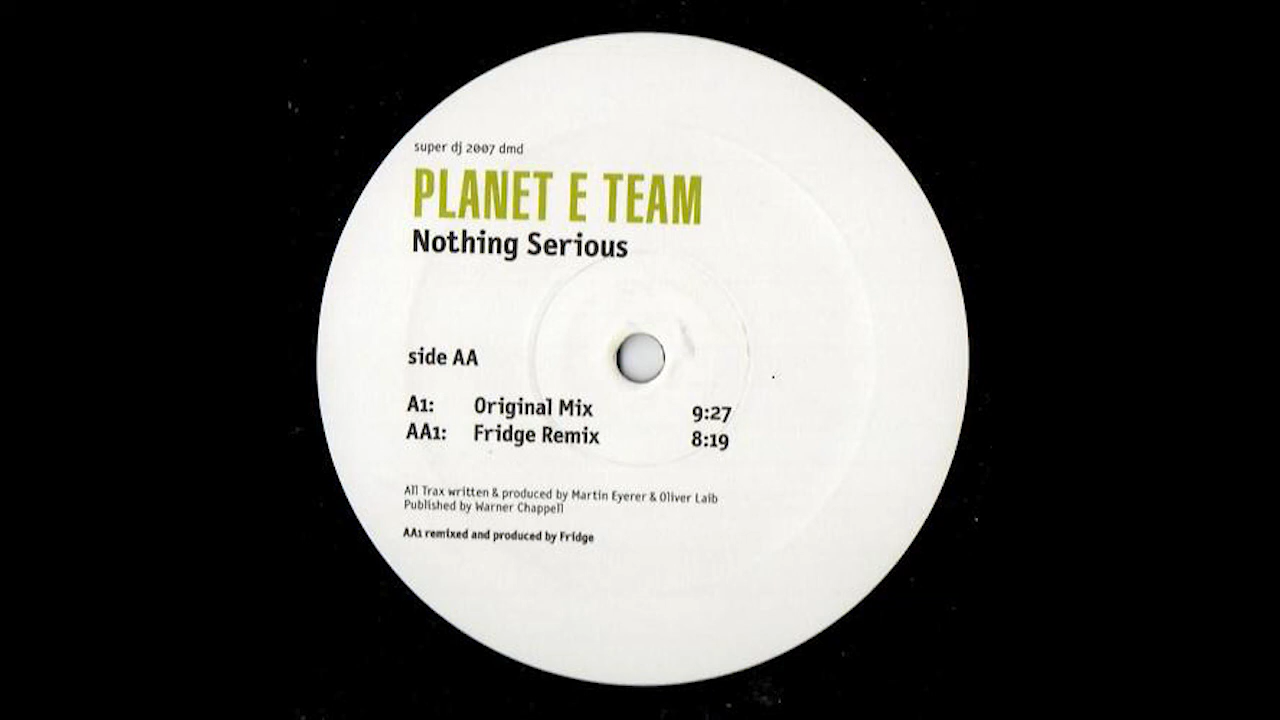 super dj 2007 dmd
PLANET E TEAM
Nothing Serious
side AA
A1: Original Mix 9:27
AA1: Fridge Remix 8:19
All Trax written & produced by Martin Eyerer & Oliver Laib
Published by Warner Chappell
AA1 remixed and produced by Fridge